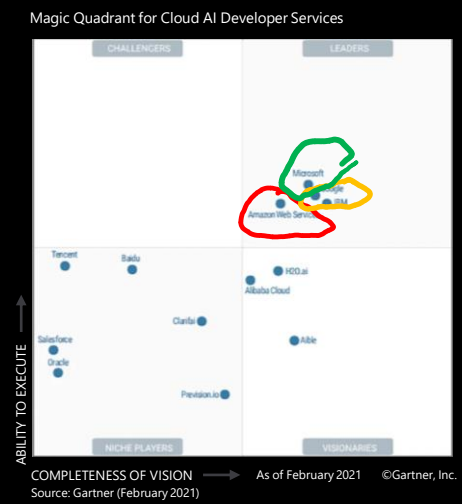 Magic Quadrant for Cloud AI Developer Services
CHALLENGERS
LEADERS
Microsoft
IBM
Amazon Web Services
Tencent
Baidu
H2O.ai
Alibaba Cloud
Clarifai
Salesforce
Aible
Oracle
Prevision.io
NICHE PLAYERS
VISIONARIES
ABILITY TO EXECUTE
COMPLETENESS OF VISION
As of February 2021
©Gartner, Inc.
Source: Gartner (February 2021)